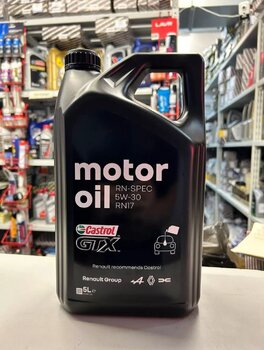 motor
oil
RN-SPEC
5W-30
RN17
Castrol
GTX
Renault recommends Castrol
Renault Group
5L